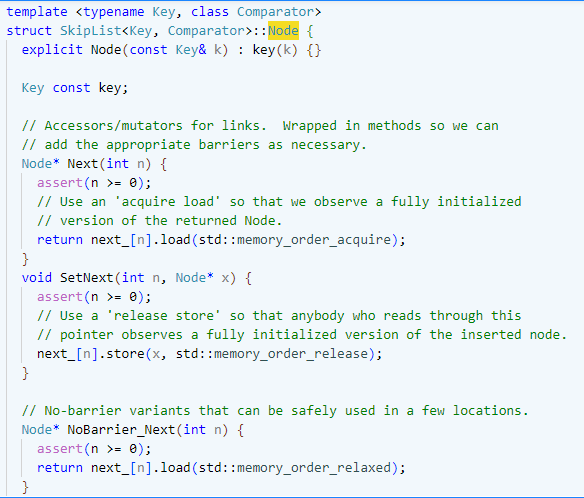 template <typename Key, class Comparator>
struct SkipList<Key, Comparator>::Node {
  explicit Node(const Key& k) : key(k) {}

  Key const key;

  // Accessors/mutators for links.  Wrapped in methods so we can
  // add the appropriate barriers as necessary.
  Node* Next(int n) {
    assert(n >= 0);
    // Use an 'acquire load' so that we observe a fully initialized
    // version of the returned Node.
    return next_[n].load(std::memory_order_acquire);
  }
  void SetNext(int n, Node* x) {
    assert(n >= 0);
    // Use a 'release store' so that anybody who reads through this
    // pointer observes a fully initialized version of the inserted node.
    next_[n].store(x, std::memory_order_release);
  }

  // No-barrier variants that can be safely used in a few locations.
  Node* NoBarrier_Next(int n) {
    assert(n >= 0);
    return next_[n].load(std::memory_order_relaxed);
  }